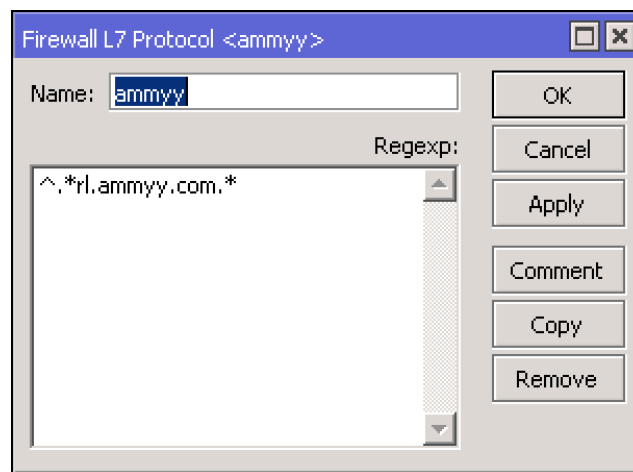 Firewall L7 Protocol <ammyy>
Name: ammyy
OK
Regexp:
Cancel
^.*rl.ammyy.com.*
Apply
Comment
Copy
Remove